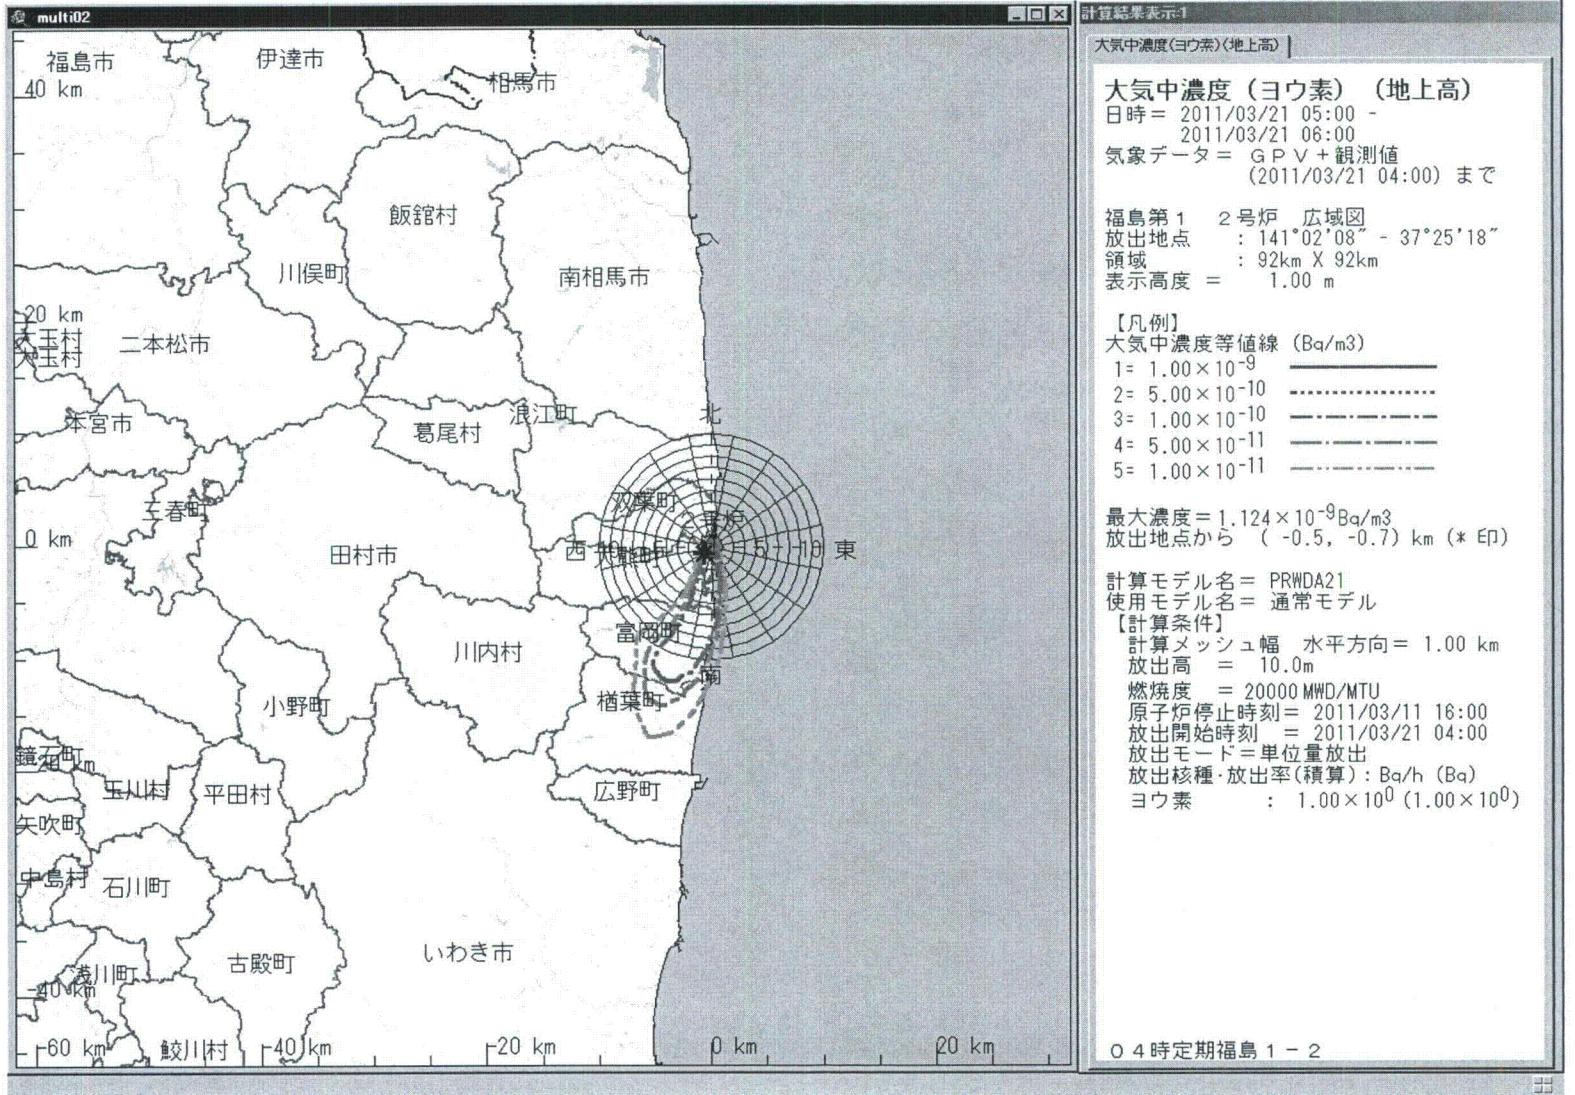 multi02
福島市
伊達市
相馬市
40 km
飯舘村
川俣町
南相馬市
20 km
大玉村
大玉村
二本松市
本宮市
浪江町
北
葛尾村
三春町
双葉町
0 km
田村市
西
大熊町
5
10
東
富岡町
川内村
南
楢葉町
小野町
鏡石町
玉川村
平田村
広野町
矢吹町
中島村
石川町
いわき市
古殿町
浅川町
-40 km
-60 km
鮫川村
-40 km
-20 km
0 km
20 km
計算結果表示:1
大気中濃度(ヨウ素)(地上高)
大気中濃度(ヨウ素) (地上高)
日時= 2011/03/21 05:00 -
2011/03/21 06:00
気象データ= GPV+観測値
(2011/03/21 04:00) まで
福島第1 2号炉 広域図
放出地点 : 141°02'08" - 37°25'18"
領域 : 92km X 92km
表示高度 = 1.00 m
【凡例】
大気中濃度等値線 (Bq/m3)
1= 1.00×10-9
2= 5.00×10-10
3= 1.00×10-10
4= 5.00×10-11
5= 1.00×10-11
最大濃度=1.124×10-9Bq/m3
放出地点から ( -0.5, -0.7) km (* 印)
計算モデル名= PRWDA21
使用モデル名= 通常モデル
【計算条件】
計算メッシュ幅 水平方向= 1.00 km
放出高 = 10.0m
燃焼度 = 20000MWD/MTU
原子炉停止時刻= 2011/03/11 16:00
放出開始時刻 = 2011/03/21 04:00
放出モード=単位量放出
放出核種・放出率(積算):Bq/h (Bq)
ヨウ素 : 1.00×100 (1.00×100)
04時定期福島1-2